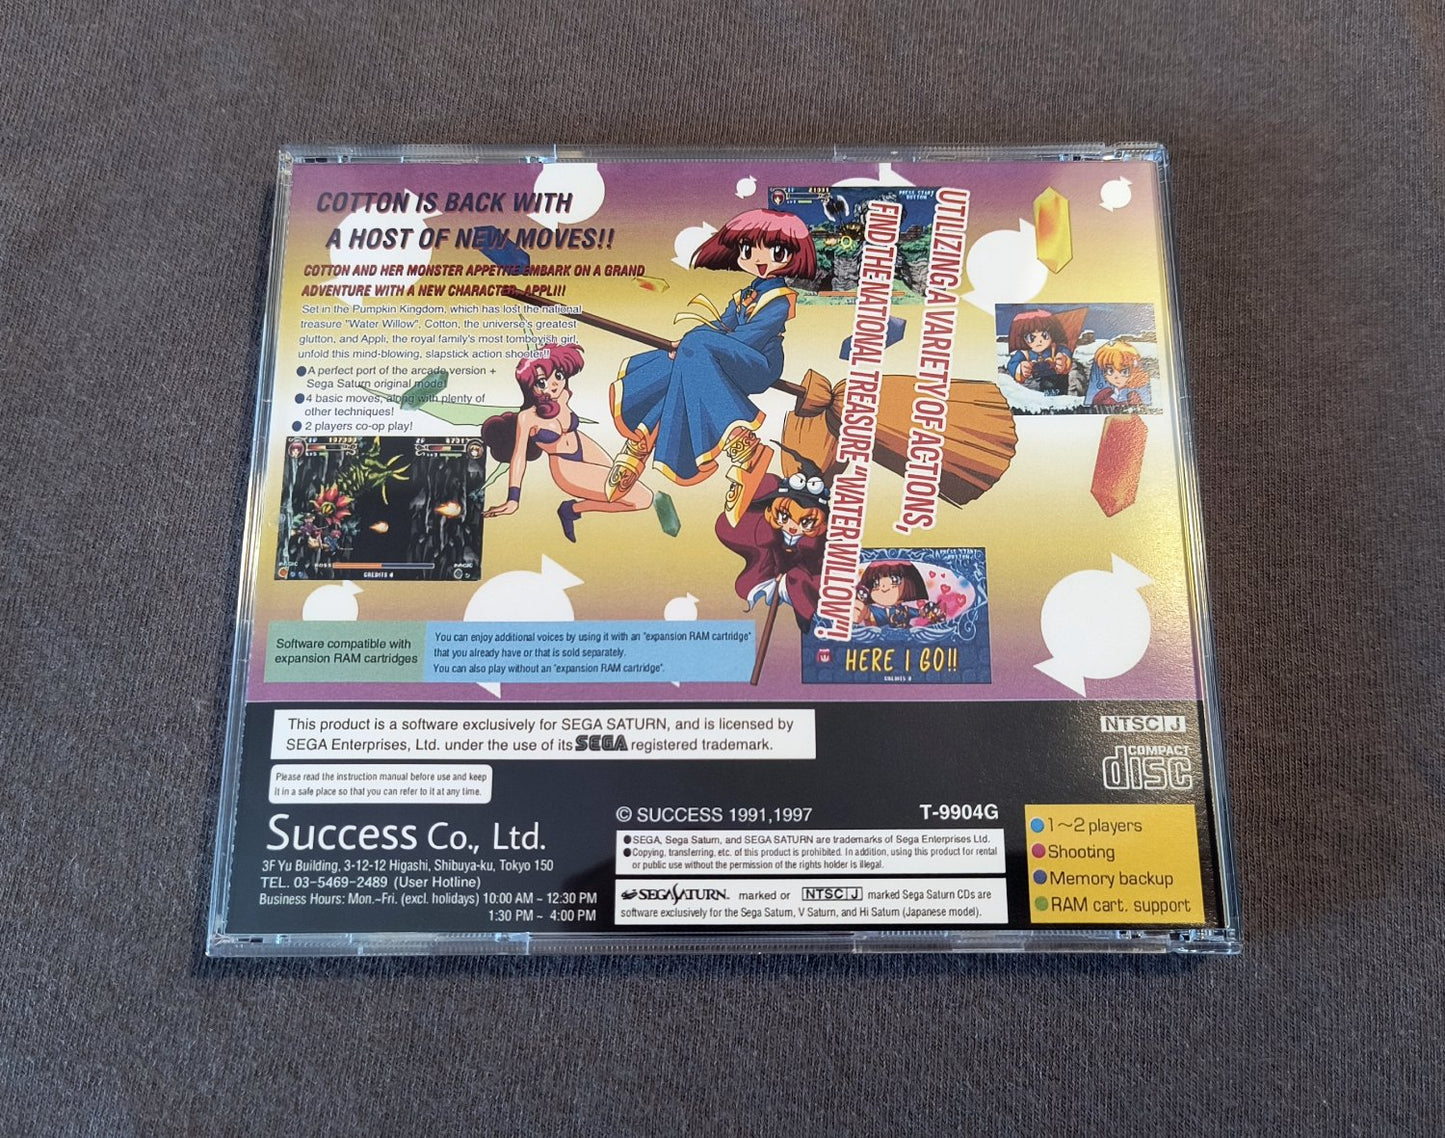 COTTON IS BACK WITH
A HOST OF NEW MOVES!!
COTTON AND HER MONSTER APPETITE EMBARK ON A GRAND
ADVENTURE WITH A NEW CHARACTER, APPLI!!!
Set in the Pumpkin Kingdom, which has lost the national
treasure "Water Willow", Cotton, the universe's greatest
glutton, and Appli, the royal family's most tomboyish girl,
unfold this mind-blowing, slapstick action shooter!!
●A perfect port of the arcade version +
Sega Saturn original mode!
●4 basic moves, along with plenty of
other techniques!
● 2 players co-op play!
UTILIZING A VARIETY OF ACTIONS,
FIND THE NATIONAL TREASURE "WATER WILLOW"!
PRESS START
BUTTON
CREDITS 0
PRESS START
BUTTON
HERE I GO!!
CREDITS 0
Software compatible with
expansion RAM cartridges
You can enjoy additional voices by using it with an "expansion RAM cartridge"
that you already have or that is sold separately.
You can also play without an "expansion RAM cartridge".
This product is a software exclusively for SEGA SATURN, and is licensed by
SEGA Enterprises, Ltd. under the use of its SEGA registered trademark.
Please read the instruction manual before use and keep
it in a safe place so that you can refer to it at any time.
Success Co., Ltd.
3F Yu Building, 3-12-12 Higashi, Shibuya-ku, Tokyo 150
TEL. 03-5469-2489 (User Hotline)
Business Hours: Mon.~Fri. (excl. holidays) 10:00 AM ~ 12:30 PM
1:30 PM ~ 4:00 PM
© SUCCESS 1991,1997
T-9904G
●SEGA, Sega Saturn, and SEGA SATURN are trademarks of Sega Enterprises Ltd.
●Copying, transferring, etc. of this product is prohibited. In addition, using this product for rental
or public use without the permission of the rights holder is illegal.
SEGA SATURN. marked or NTSC J marked Sega Saturn CDs are
software exclusively for the Sega Saturn, V Saturn, and Hi Saturn (Japanese model).
NTSC J
COMPACT
disc
1~2 players
Shooting
Memory backup
RAM cart. support